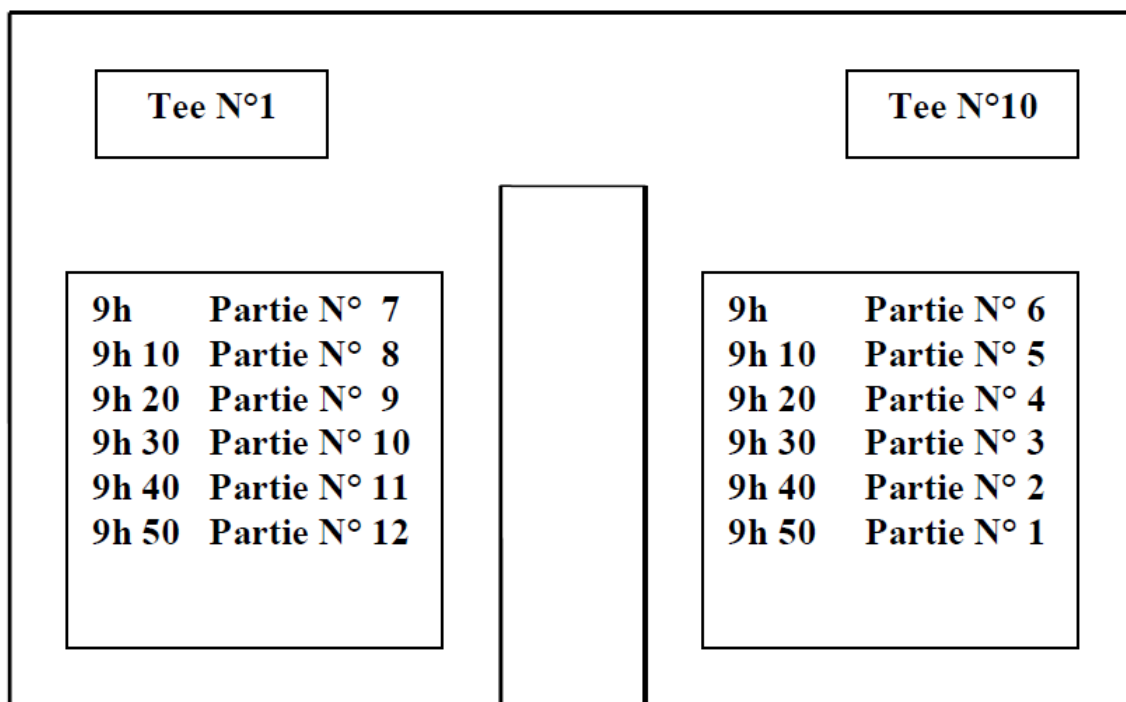 Tee N°1
Tee N°10
9h Partie N° 7
9h 10 Partie N° 8
9h 20 Partie N° 9
9h 30 Partie N° 10
9h 40 Partie N° 11
9h 50 Partie N° 12
9h Partie N° 6
9h 10 Partie N° 5
9h 20 Partie N° 4
9h 30 Partie N° 3
9h 40 Partie N° 2
9h 50 Partie N° 1